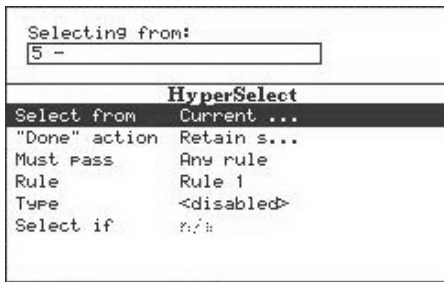 Selecting from:
5 -
HyperSelect
Select from Current ...
"Done" action Retain s...
Must pass Any rule
Rule Rule 1
Type <disabled>
Select if n/a